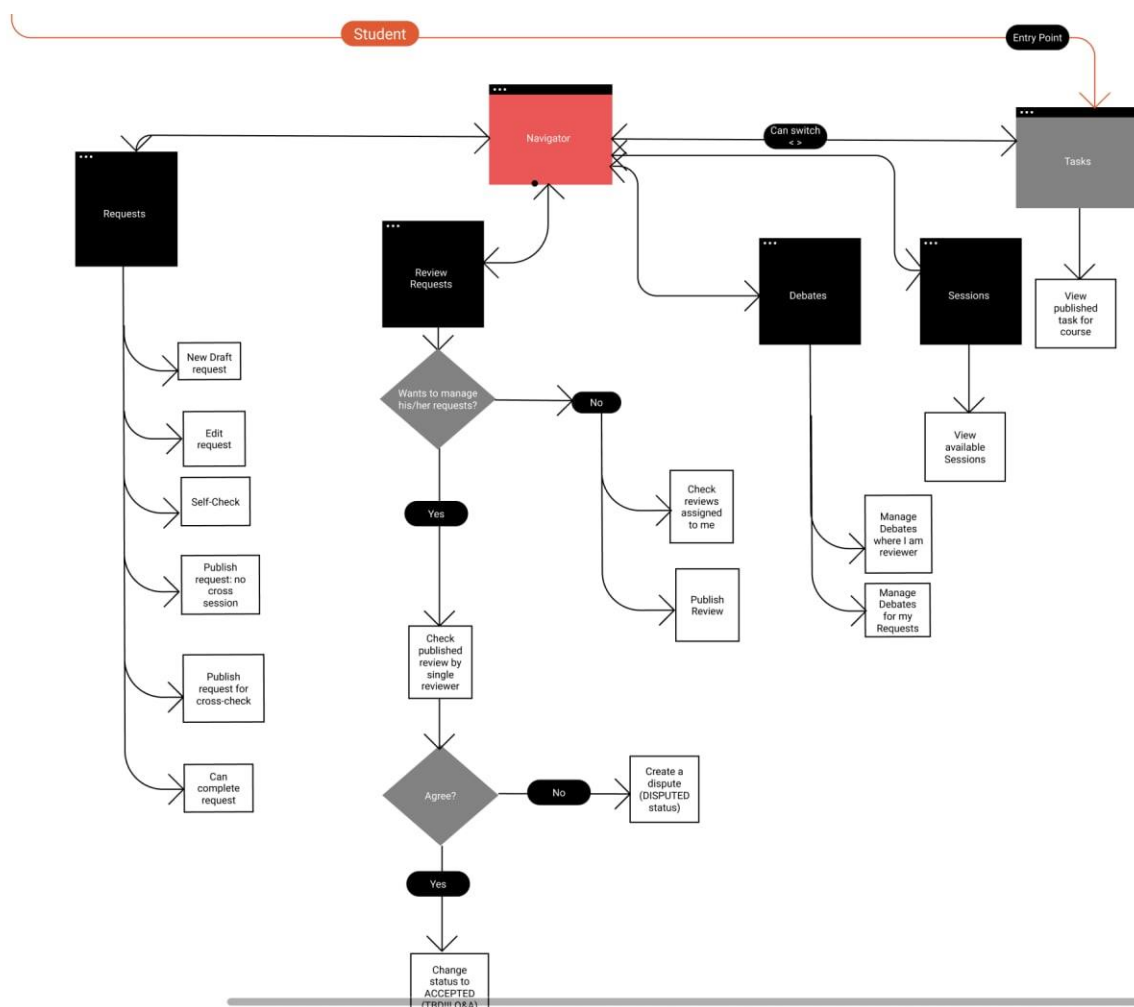 Student
Entry Point
Navigator
Can switch
< >
Tasks
Requests
Review
Requests
Debates
Sessions
View
published
task for
course
New Draft
request
Wants to manage
his/her requests?
No
Edit
request
View
available
Sessions
Self-Check
Yes
Check
reviews
assigned
to me
Manage
Debates
where I am
reviewer
Publish
request: no
cross
session
Publish
Review
Manage
Debates
for my
Requests
Check
published
review by
single
reviewer
Publish
request for
cross-check
Can
complete
request
Agree?
No
Create a
dispute
(DISPUTED
status)
Yes
Change
status to
ACCEPTED
(TBD!!! Q&A)